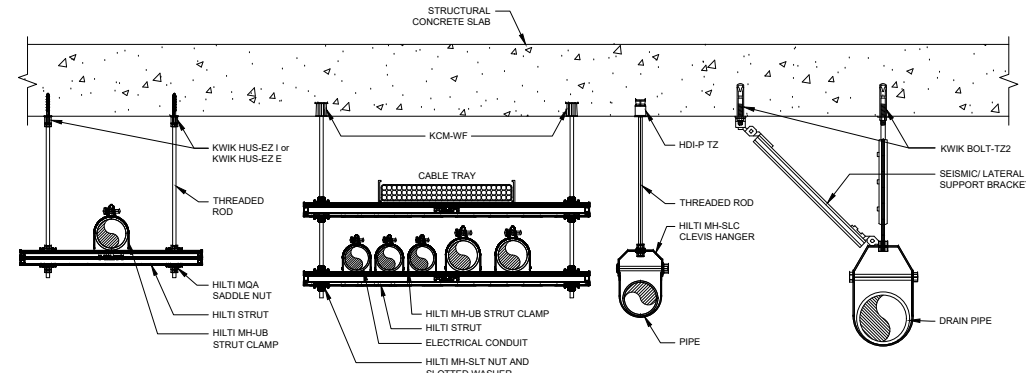 STRUCTURAL
CONCRETE SLAB
KWIK HUS-EZ I or
KWIK HUS-EZ E
THREADED
ROD
HILTI MQA
SADDLE NUT
HILTI STRUT
HILTI MH-UB
STRUT CLAMP
KCM-WF
CABLE TRAY
HILTI MH-UB STRUT CLAMP
HILTI STRUT
ELECTRICAL CONDUIT
HILTI MH-SLT NUT AND
SLOTTED WASHER
HDI-P TZ
THREADED ROD
HILTI MH-SLC
CLEVIS HANGER
PIPE
KWIK BOLT-TZ2
SEISMIC/ LATERAL
SUPPORT BRACKET
DRAIN PIPE